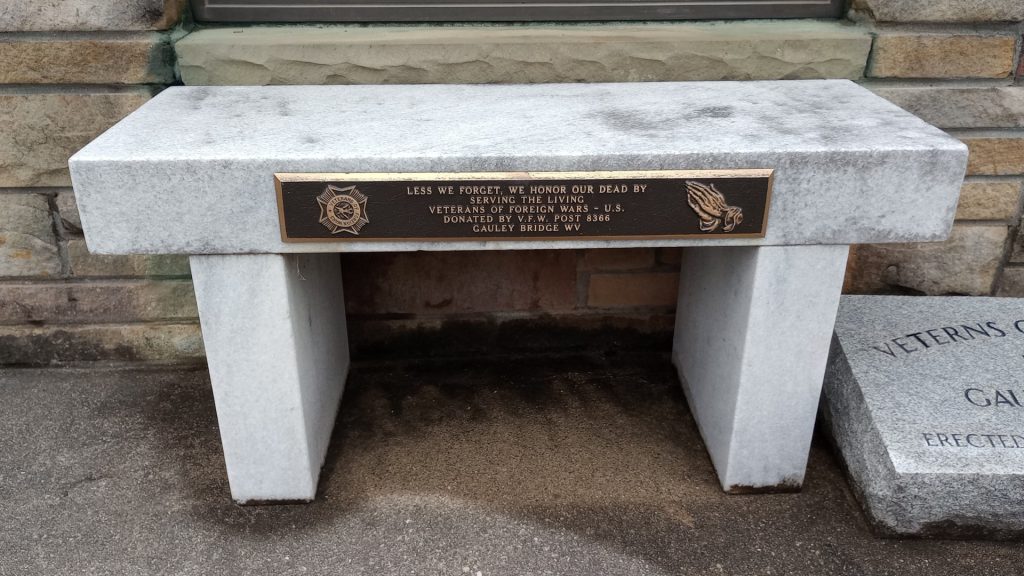 LESS WE FORGET, WE HONOR OUR DEAD BY
SERVING THE LIVING
VETERANS OF FOREIGN WARS - U.S.
DONATED BY V.F.W. POST 8366
GAULEY BRIDGE WV
VETERNS
GAU
ERECTED